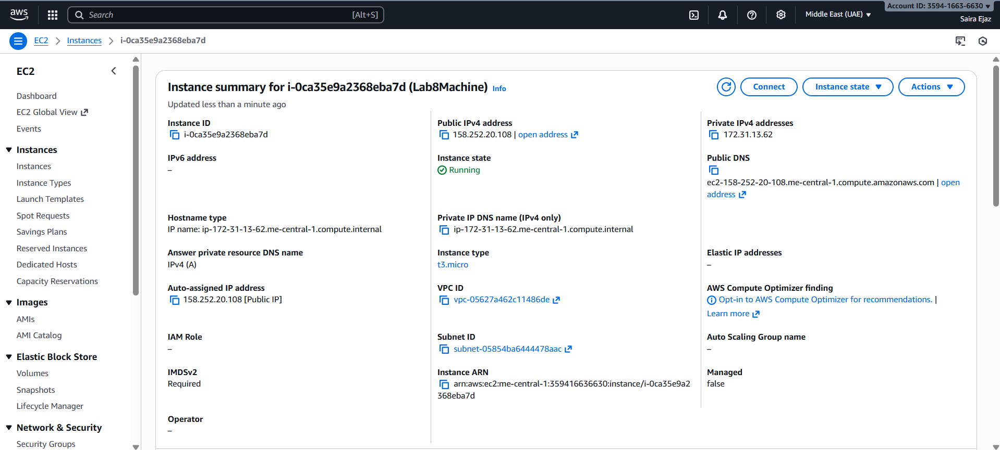 aws
Search [Alt+S]
Middle East (UAE)
Account ID: 3594-1663-6630
Saira Ejaz
EC2
Instances
i-0ca35e9a2368eba7d
EC2
Dashboard
EC2 Global View
Events
Instances
Instances
Instance Types
Launch Templates
Spot Requests
Savings Plans
Reserved Instances
Dedicated Hosts
Capacity Reservations
Images
AMIs
AMI Catalog
Elastic Block Store
Volumes
Snapshots
Lifecycle Manager
Network & Security
Security Groups
Instance summary for i-0ca35e9a2368eba7d (Lab8Machine) Info
Updated less than a minute ago
Connect
Instance state
Actions
Instance ID
i-0ca35e9a2368eba7d
Public IPv4 address
158.252.20.108 | open address
Private IPv4 addresses
172.31.13.62
IPv6 address
–
Instance state
Running
Public DNS
ec2-158-252-20-108.me-central-1.compute.amazonaws.com | open
address
Hostname type
IP name: ip-172-31-13-62.me-central-1.compute.internal
Private IP DNS name (IPv4 only)
ip-172-31-13-62.me-central-1.compute.internal
Answer private resource DNS name
IPv4 (A)
Instance type
t3.micro
Elastic IP addresses
–
Auto-assigned IP address
158.252.20.108 [Public IP]
VPC ID
vpc-05627a462c11486de
AWS Compute Optimizer finding
Opt-in to AWS Compute Optimizer for recommendations. |
Learn more
IAM Role
–
Subnet ID
subnet-05854ba6444478aac
Auto Scaling Group name
–
IMDSv2
Required
Instance ARN
arn:aws:ec2:me-central-1:359416636630:instance/i-0ca35e9a2
368eba7d
Managed
false
Operator
–